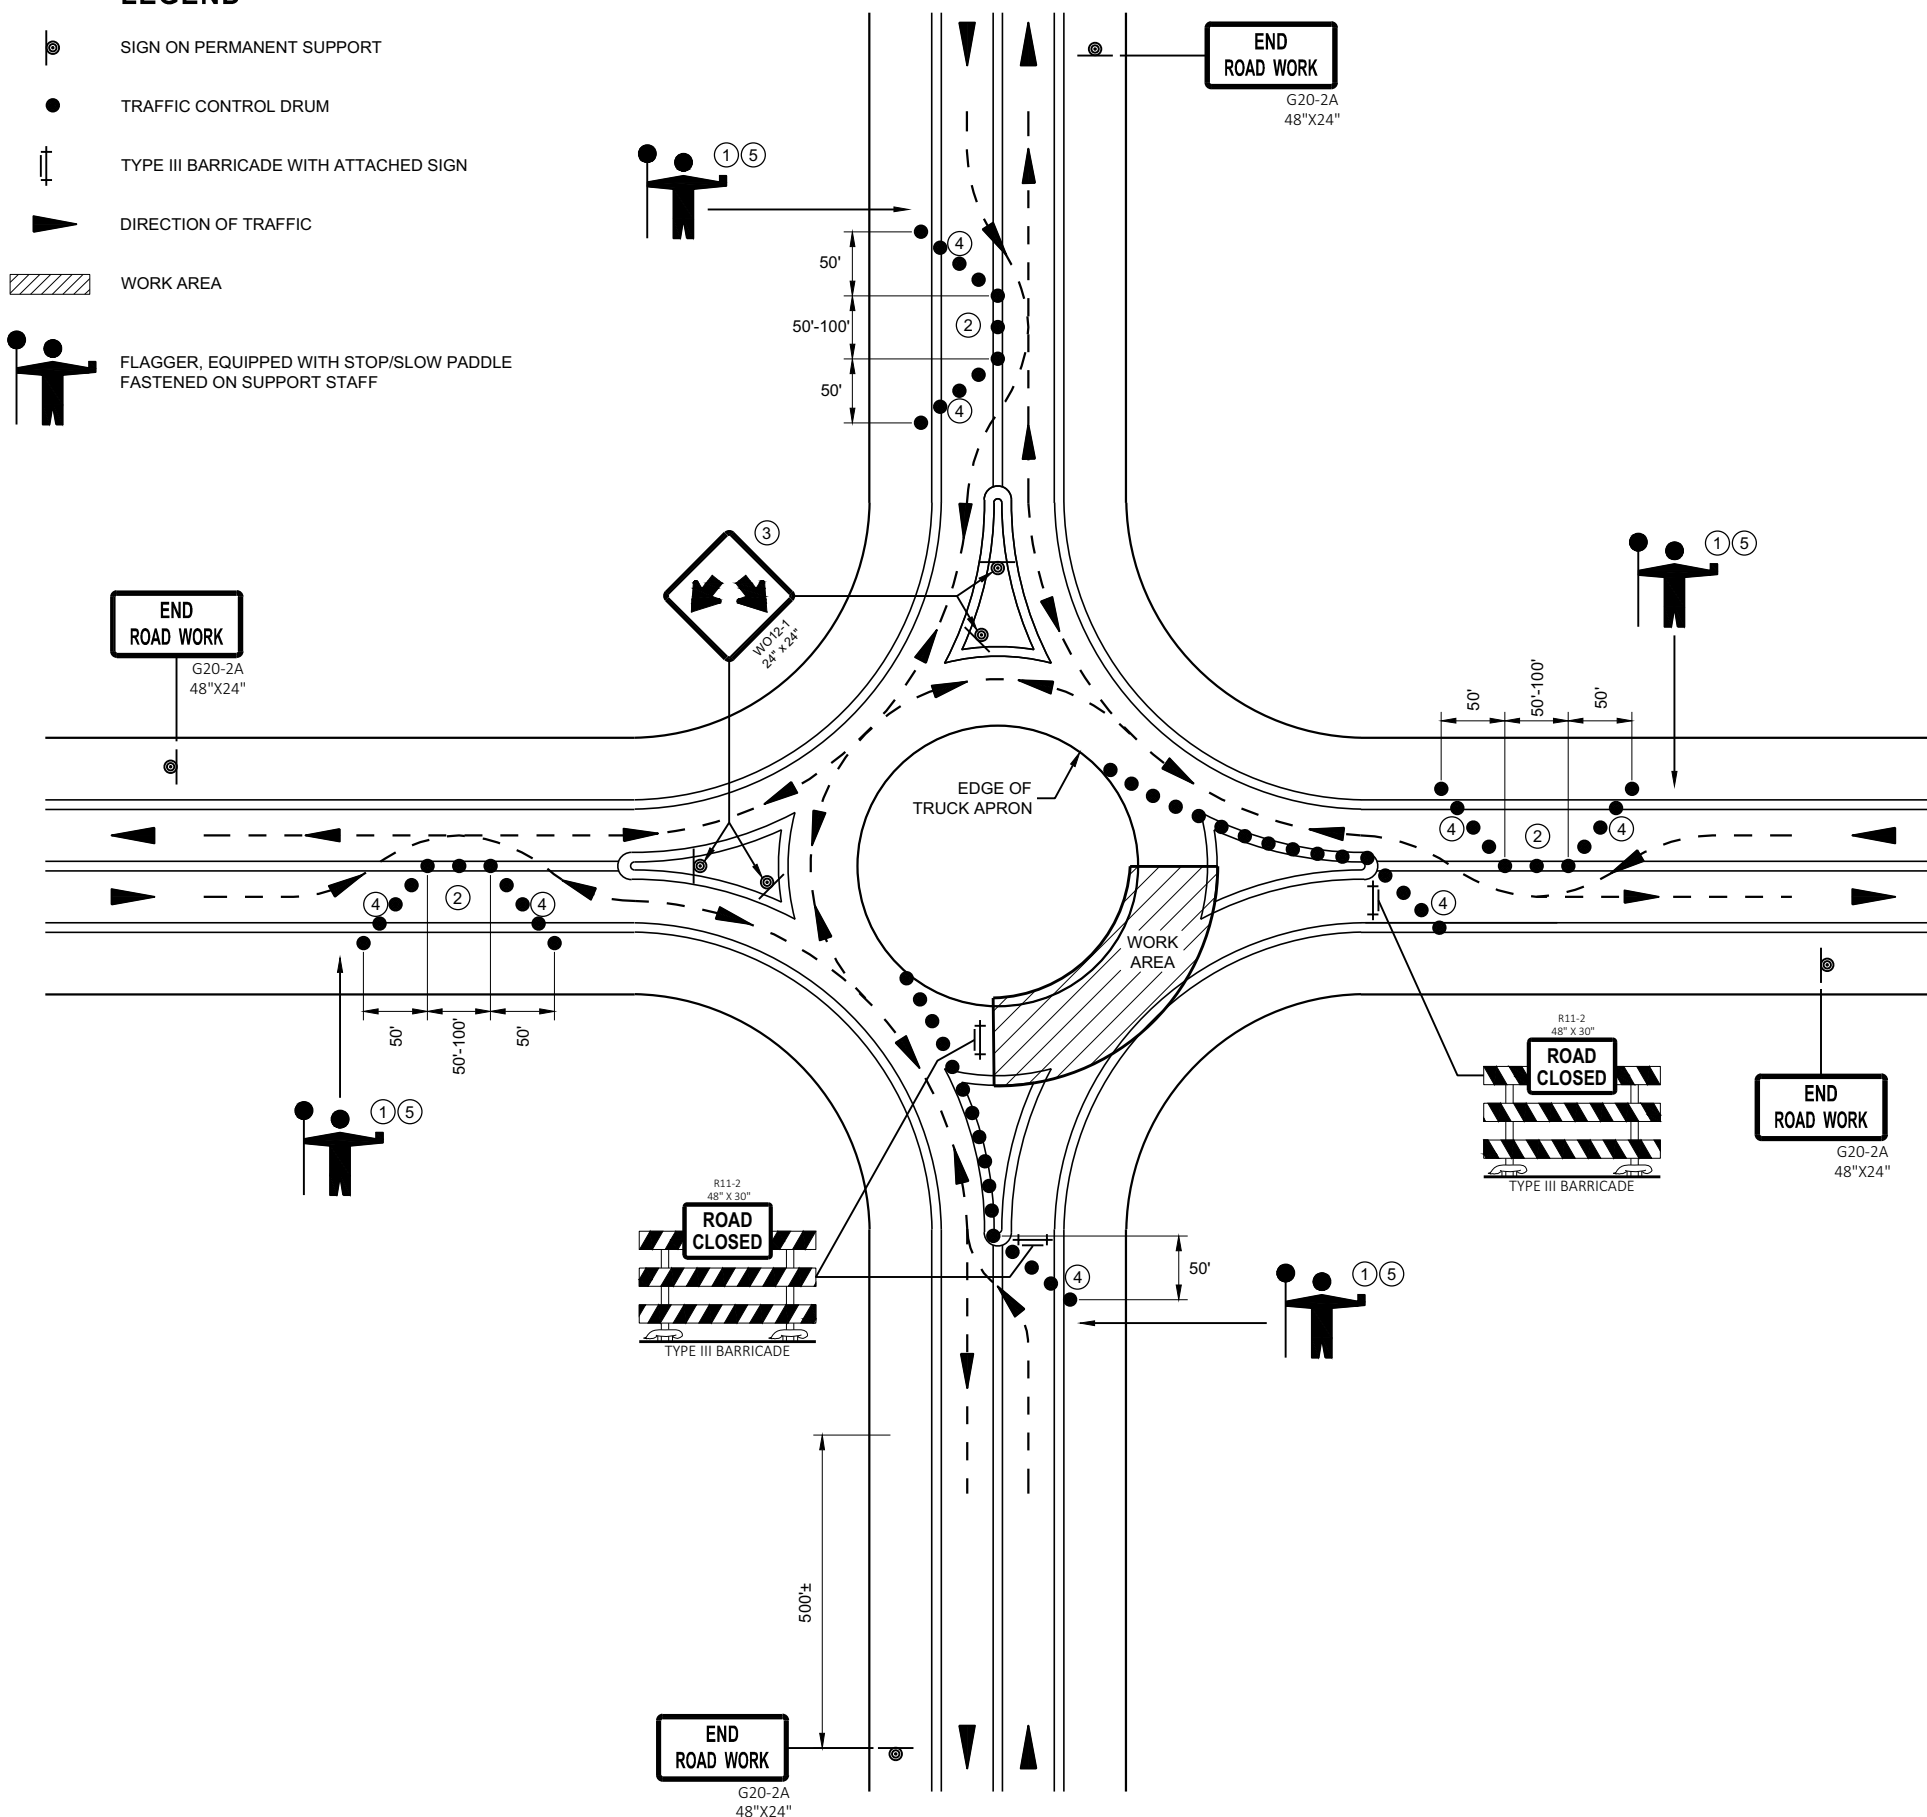 LEGEND
SIGN ON PERMANENT SUPPORT
TRAFFIC CONTROL DRUM
TYPE III BARRICADE WITH ATTACHED SIGN
DIRECTION OF TRAFFIC
WORK AREA
FLAGGER, EQUIPPED WITH STOP/SLOW PADDLE
FASTENED ON SUPPORT STAFF
END
ROAD WORK
G20-2A
48"X24"
1 5
4
50'
50'-100'
2
50'
4
3
WO12-1
24" x 24"
END
ROAD WORK
G20-2A
48"X24"
1 5
50'
50'-100'
50'
4
2
4
EDGE OF
TRUCK APRON
4
2
4
50'
50'-100'
50'
1 5
WORK
AREA
4
R11-2
48" X 30"
ROAD
CLOSED
TYPE III BARRICADE
END
ROAD WORK
G20-2A
48"X24"
R11-2
48" X 30"
ROAD
CLOSED
TYPE III BARRICADE
4
50'
1 5
500'±
END
ROAD WORK
G20-2A
48"X24"